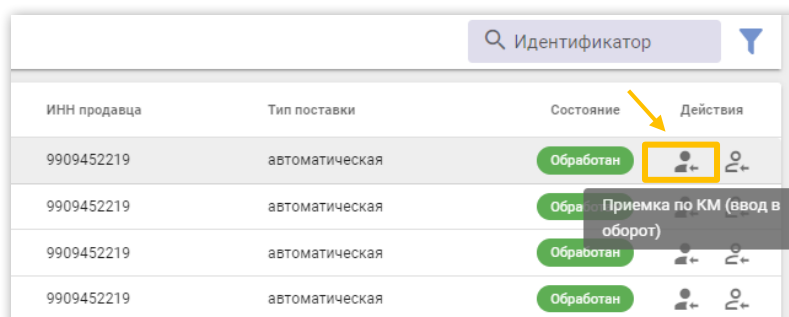 Идентификатор
ИНН продавца Тип поставки Состояние Действия
9909452219 автоматическая Обработан
9909452219 автоматическая Обра
Приемка по КМ (ввод в
оборот)
9909452219 автоматическая Обработан
9909452219 автоматическая Обработан